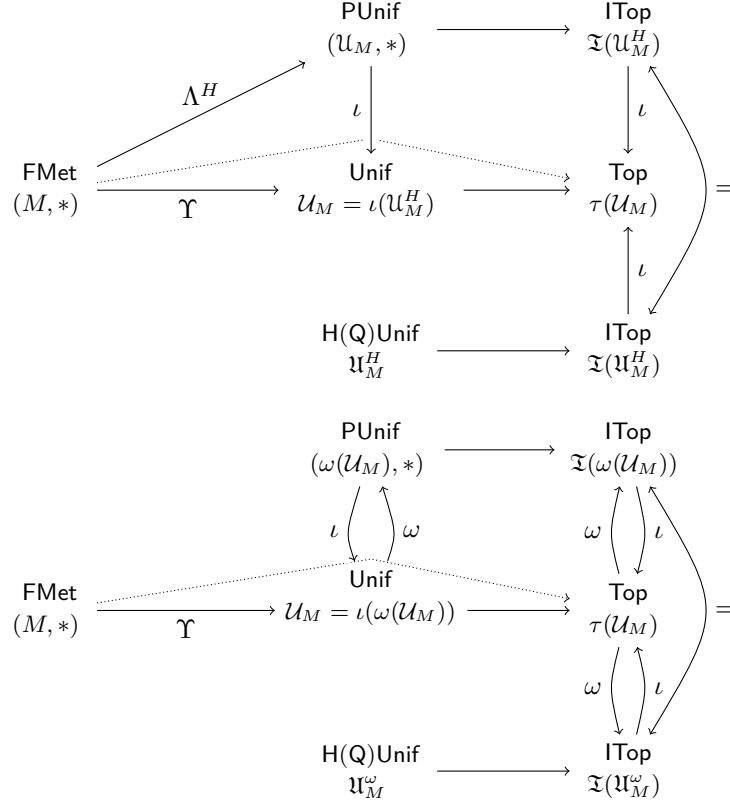 PUnif ITop
(𝔘_M, ∗) 𝔗(𝔘_M^H)
Λ^H
ι ι
FMet Unif Top =
(M, ∗) Υ 𝒰_M = ι(𝔘_M^H) τ(𝒰_M)
ι
H(Q)Unif ITop
𝖀_M^H 𝔗(𝖀_M^H)
PUnif ITop
(ω(𝒰_M), ∗) 𝔗(ω(𝒰_M))
ι ω ω ι
FMet Unif Top =
(M, ∗) Υ 𝒰_M = ι(ω(𝒰_M)) τ(𝒰_M)
ω ι
H(Q)Unif ITop
𝖀_M^ω 𝔗(𝖀_M^ω)